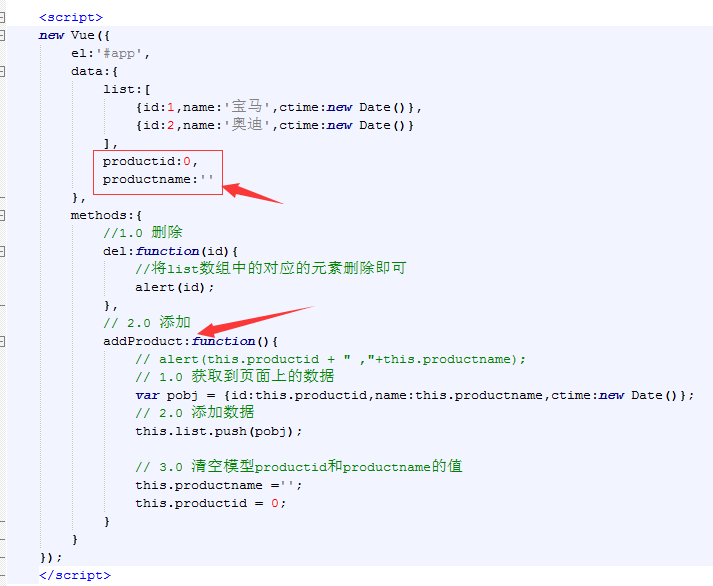 <script>
new Vue({
el:'#app',
data:{
list:[
{id:1,name:'宝马',ctime:new Date()},
{id:2,name:'奥迪',ctime:new Date()}
],
productid:0,
productname:''
},
methods:{
//1.0 删除
del:function(id){
//将list数组中的对应的元素删除即可
alert(id);
},
// 2.0 添加
addProduct:function(){
// alert(this.productid + " ,"+this.productname);
// 1.0 获取到页面上的数据
var pobj = {id:this.productid,name:this.productname,ctime:new Date()};
// 2.0 添加数据
this.list.push(pobj);
// 3.0 清空模型productid和productname的值
this.productname ='';
this.productid = 0;
}
}
});
</script>